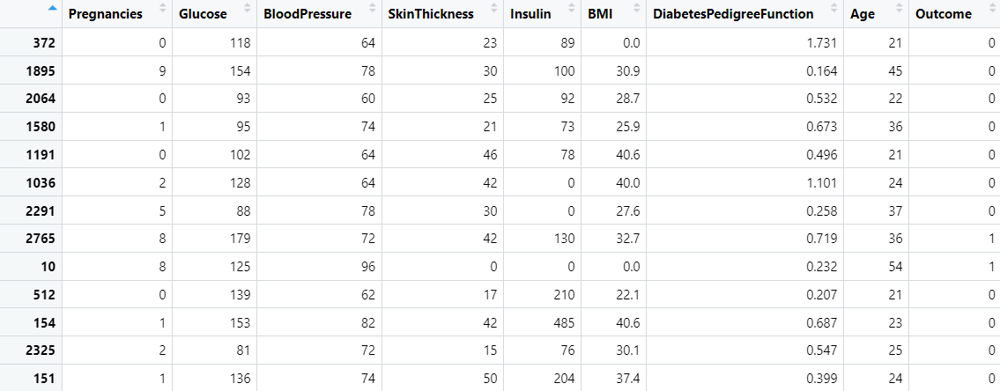 Pregnancies Glucose BloodPressure SkinThickness Insulin BMI DiabetesPedigreeFunction Age Outcome
372 0 118 64 23 89 0.0 1.731 21 0
1895 9 154 78 30 100 30.9 0.164 45 0
2064 0 93 60 25 92 28.7 0.532 22 0
1580 1 95 74 21 73 25.9 0.673 36 0
1191 0 102 64 46 78 40.6 0.496 21 0
1036 2 128 64 42 0 40.0 1.101 24 0
2291 5 88 78 30 0 27.6 0.258 37 0
2765 8 179 72 42 130 32.7 0.719 36 1
10 8 125 96 0 0 0.0 0.232 54 1
512 0 139 62 17 210 22.1 0.207 21 0
154 1 153 82 42 485 40.6 0.687 23 0
2325 2 81 72 15 76 30.1 0.547 25 0
151 1 136 74 50 204 37.4 0.399 24 0